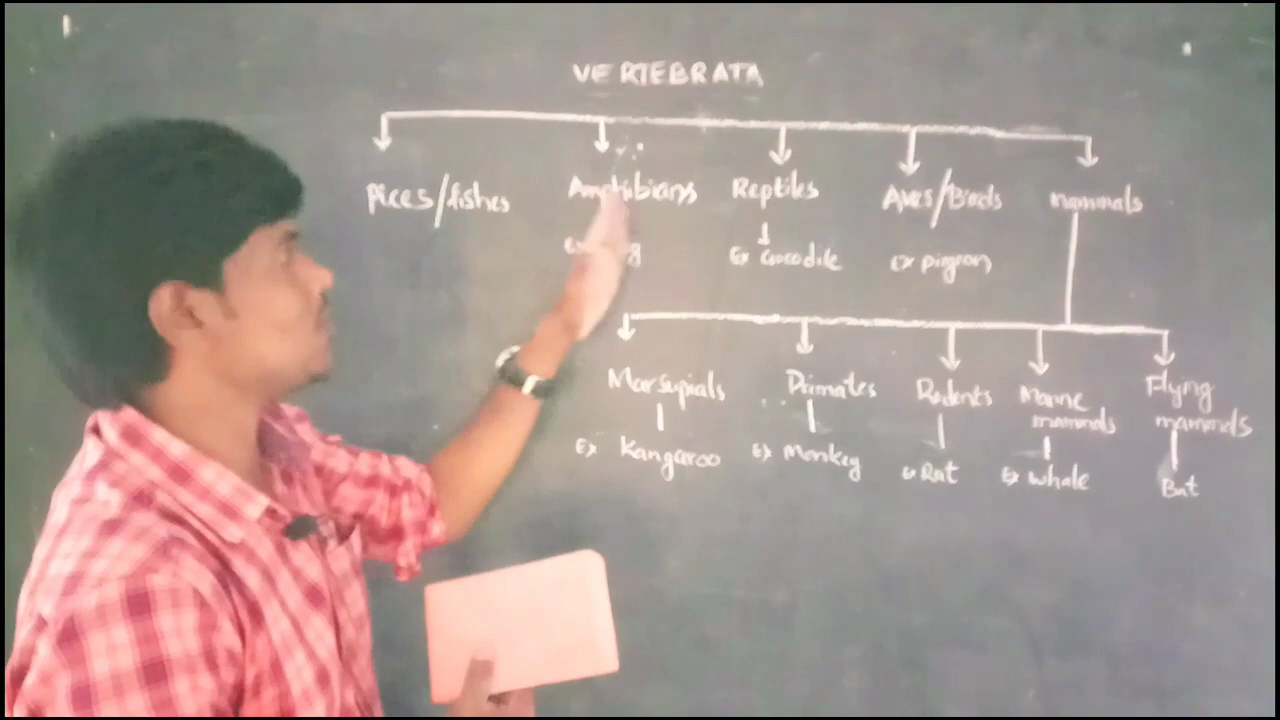 VERTEBRATA
Pices/fishes Amphibians Reptiles Aves/Birds mammals
Ex Crocodile Ex pigeon
Marsupials Primates Rodents Marine mammals Flying mammals
Ex Kangaroo Ex Monkey Ex Rat Ex whale Bat